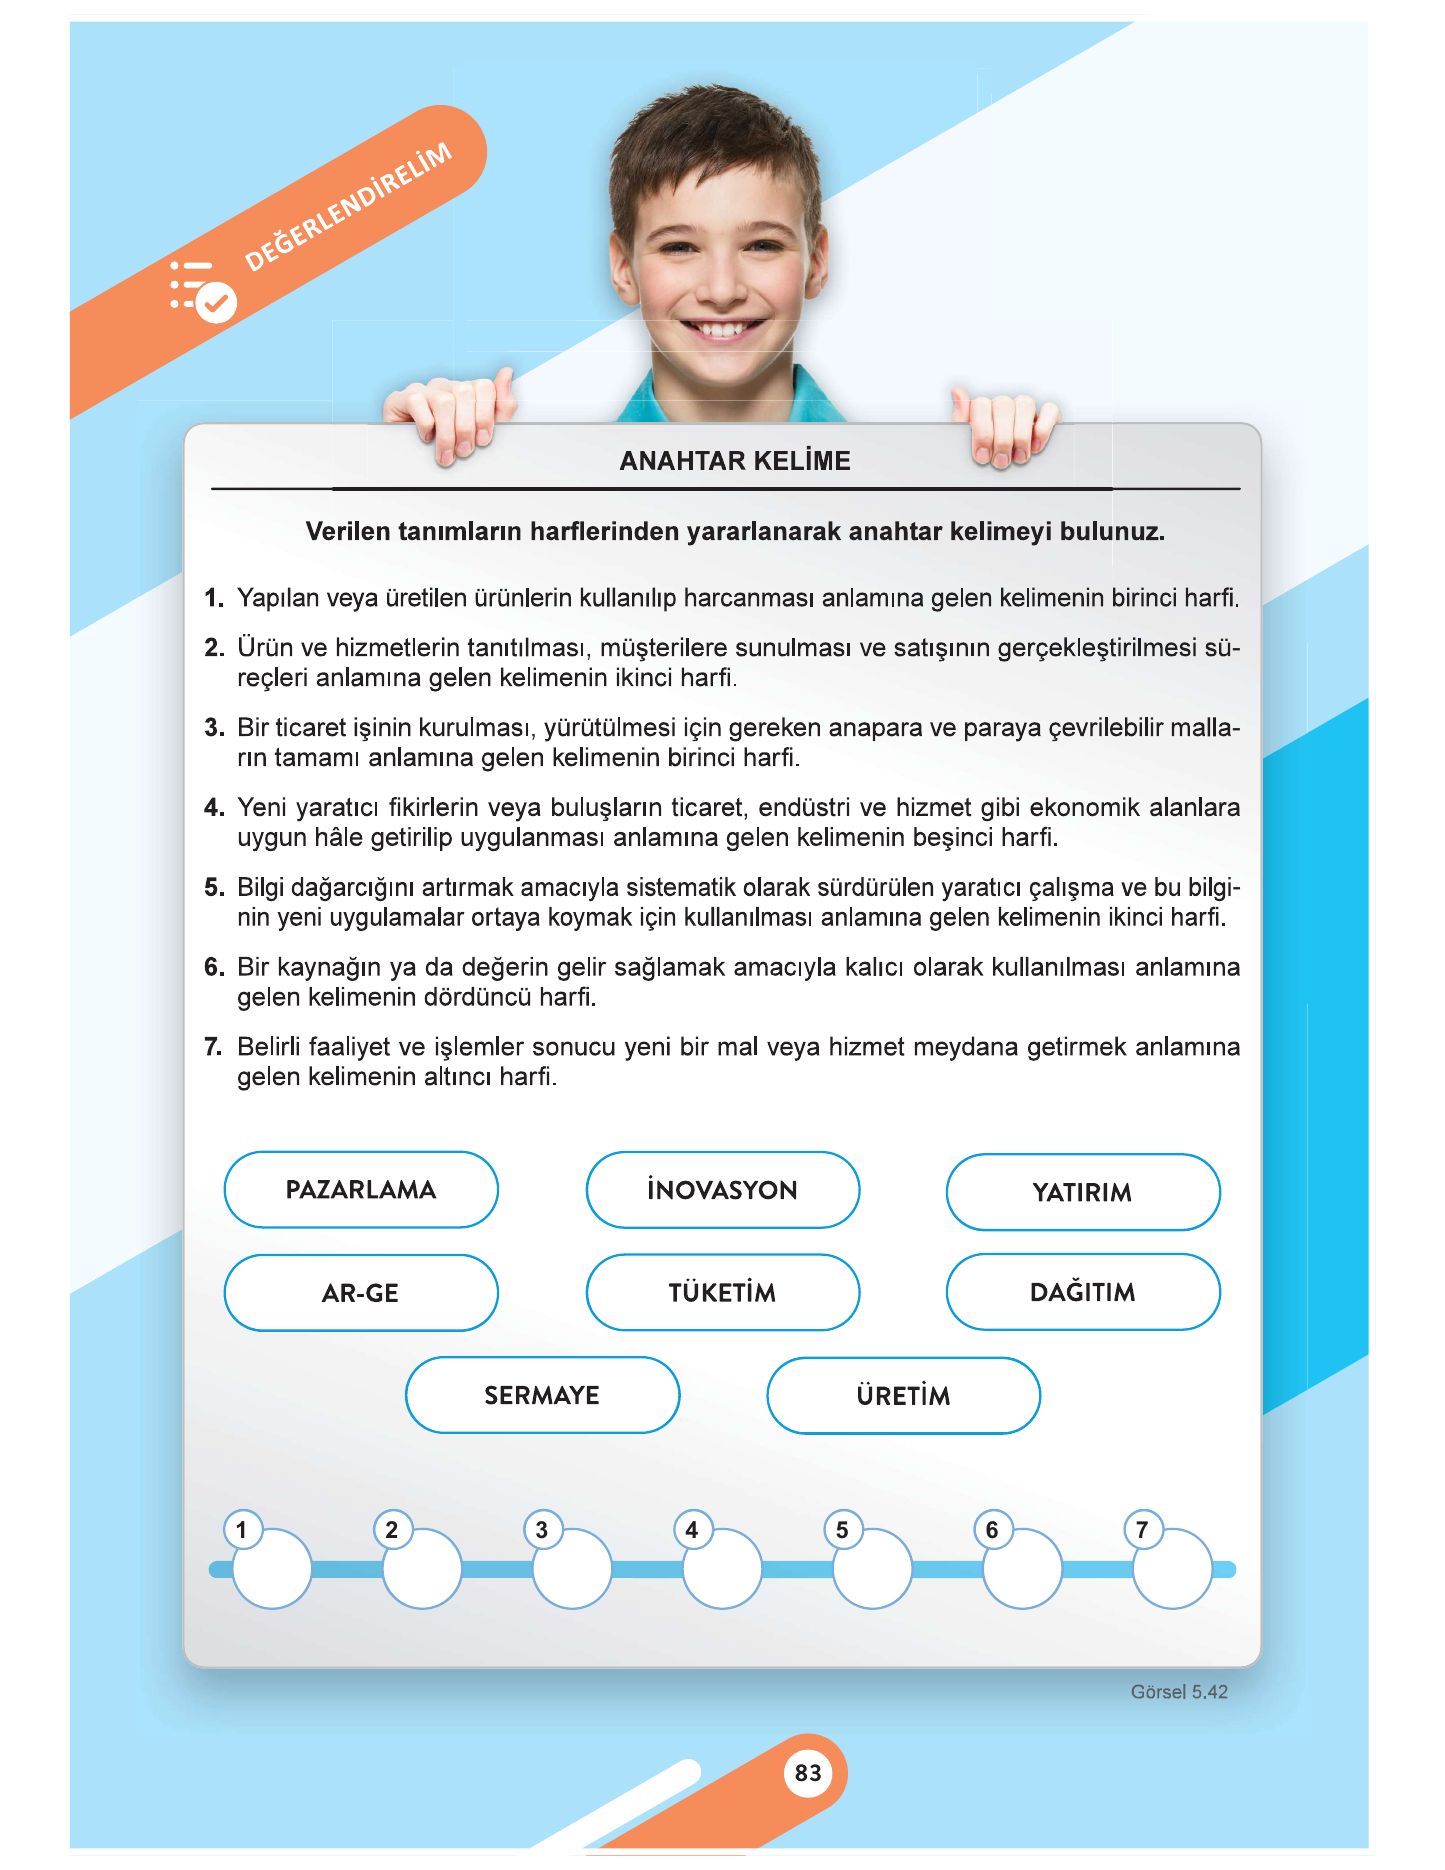 DEĞERLENDİRELİM
ANAHTAR KELİME
Verilen tanımların harflerinden yararlanarak anahtar kelimeyi bulunuz.
1. Yapılan veya üretilen ürünlerin kullanılıp harcanması anlamına gelen kelimenin birinci harfi.
2. Ürün ve hizmetlerin tanıtılması, müşterilere sunulması ve satışının gerçekleştirilmesi sü-
reçleri anlamına gelen kelimenin ikinci harfi.
3. Bir ticaret işinin kurulması, yürütülmesi için gereken anapara ve paraya çevrilebilir malla-
rın tamamı anlamına gelen kelimenin birinci harfi.
4. Yeni yaratıcı fikirlerin veya buluşların ticaret, endüstri ve hizmet gibi ekonomik alanlara
uygun hâle getirilip uygulanması anlamına gelen kelimenin beşinci harfi.
5. Bilgi dağarcığını artırmak amacıyla sistematik olarak sürdürülen yaratıcı çalışma ve bu bilgi-
nin yeni uygulamalar ortaya koymak için kullanılması anlamına gelen kelimenin ikinci harfi.
6. Bir kaynağın ya da değerin gelir sağlamak amacıyla kalıcı olarak kullanılması anlamına
gelen kelimenin dördüncü harfi.
7. Belirli faaliyet ve işlemler sonucu yeni bir mal veya hizmet meydana getirmek anlamına
gelen kelimenin altıncı harfi.
PAZARLAMA İNOVASYON YATIRIM
AR-GE TÜKETİM DAĞITIM
SERMAYE ÜRETİM
1 2 3 4 5 6 7
Görsel 5.42
83